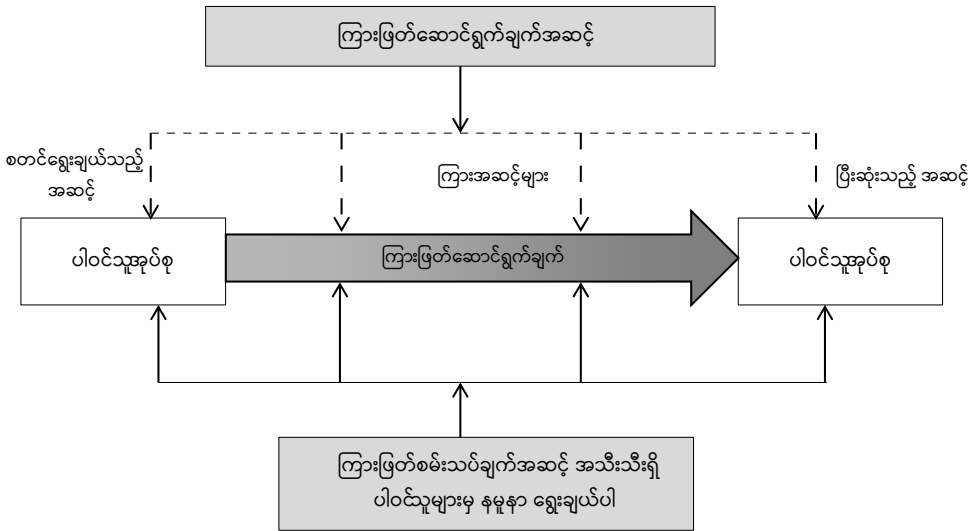 ကြားဖြတ်ဆောင်ရွက်ချက်အဆင့်
စတင်ရွေးချယ်သည့်
အဆင့်
ကြားအဆင့်များ
ပြီးဆုံးသည့် အဆင့်
ပါဝင်သူအုပ်စု
ကြားဖြတ်ဆောင်ရွက်ချက်
ပါဝင်သူအုပ်စု
ကြားဖြတ်စမ်းသပ်ချက်အဆင့် အသီးသီးရှိ
ပါဝင်သူများမှ နမူနာ ရွေးချယ်ပါ